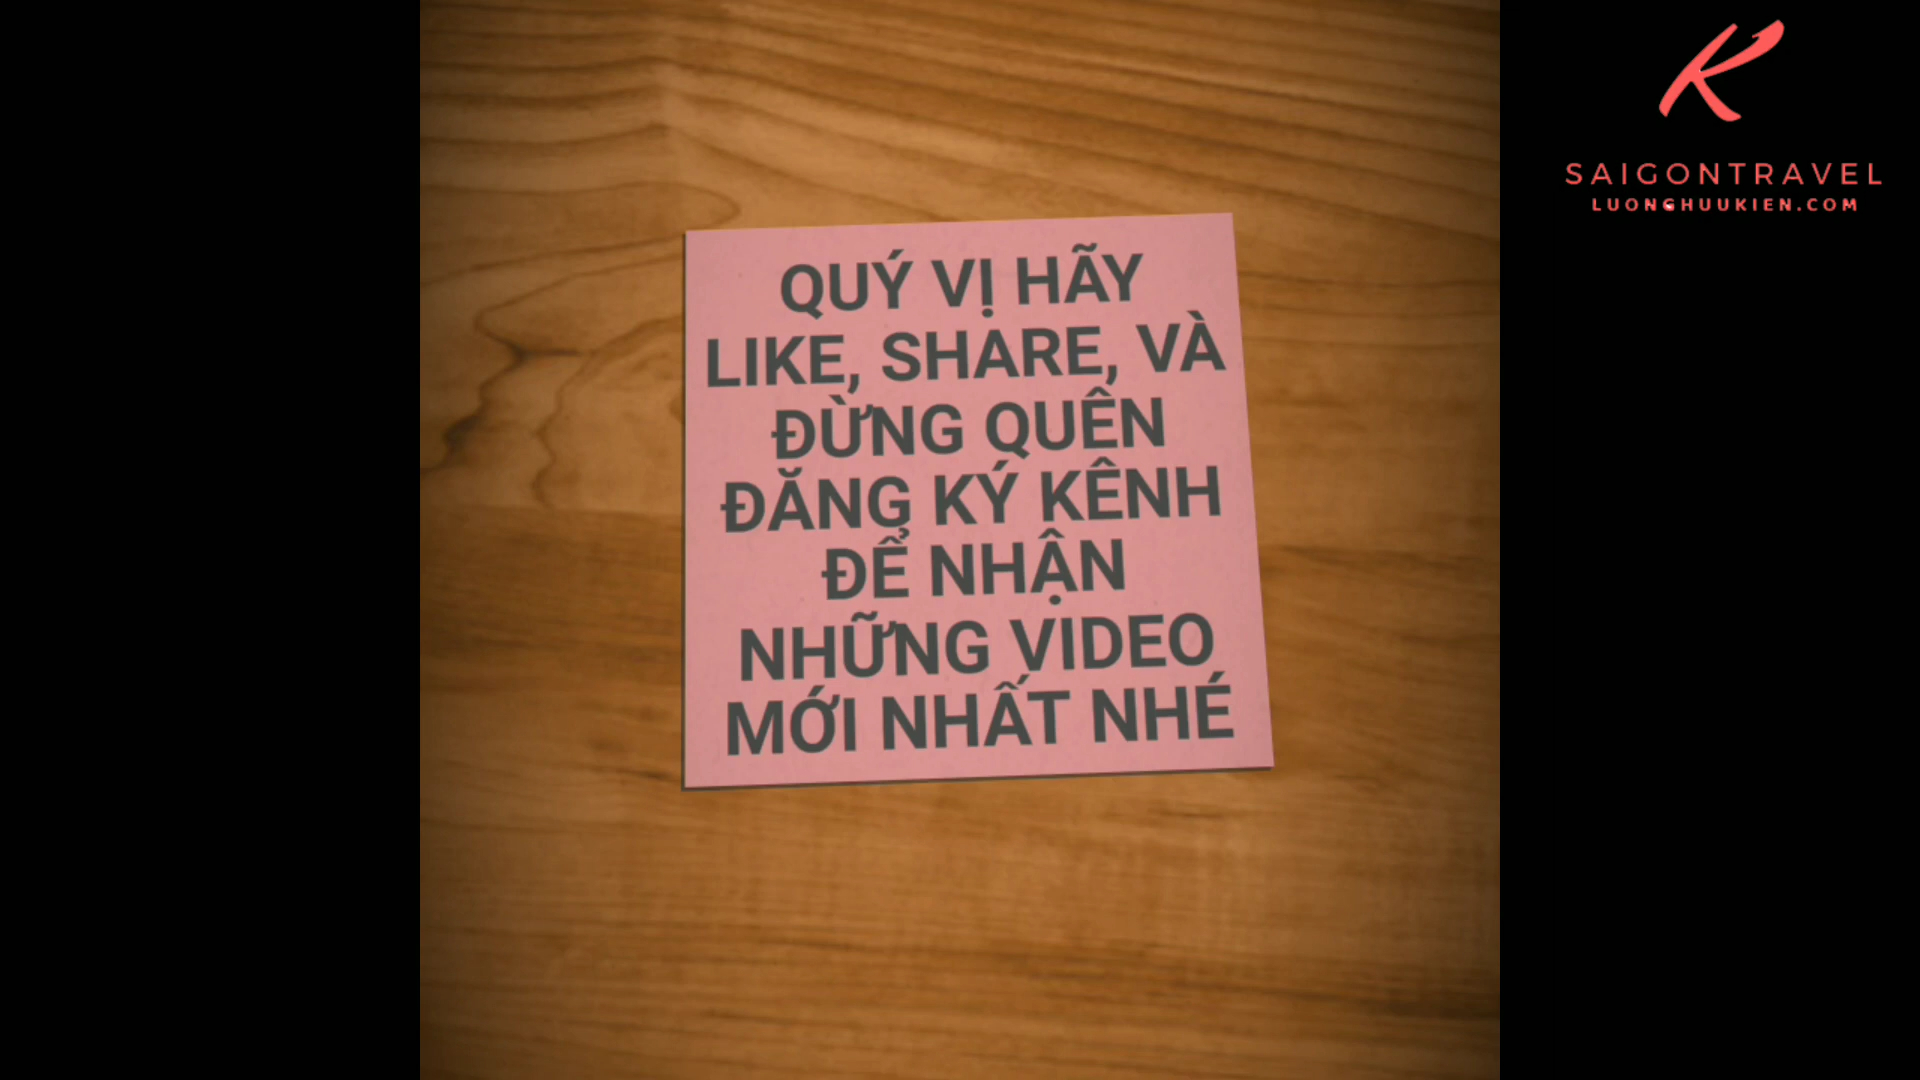 QUÝ VỊ HÃY
LIKE, SHARE, VÀ
ĐỪNG QUÊN
ĐĂNG KÝ KÊNH
ĐỂ NHẬN
NHỮNG VIDEO
MỚI NHẤT NHÉ
K
SAIGONTRAVEL
LUONGHUUKIEN.COM